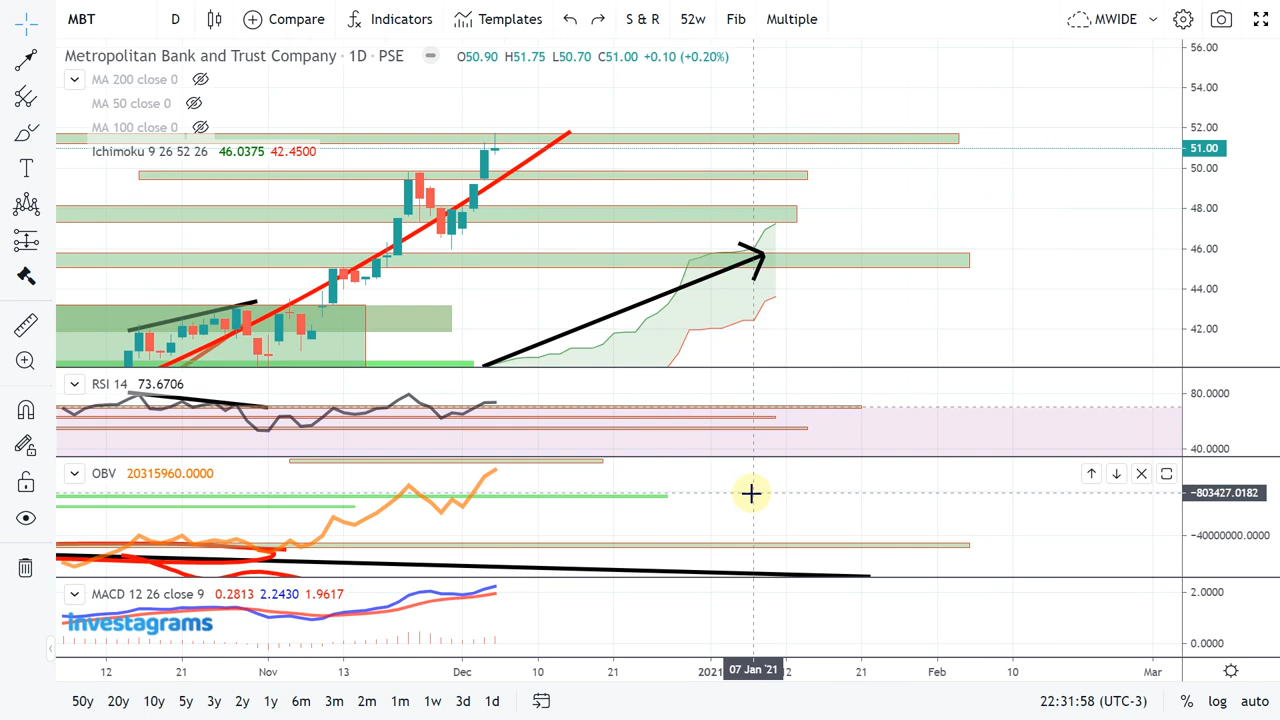 MBT D Compare Indicators Templates S & R 52w Fib Multiple MWIDE
Metropolitan Bank and Trust Company · 1D · PSE O50.90 H51.75 L50.70 C51.00 +0.10 (+0.20%)
MA 200 close 0
MA 50 close 0
MA 100 close 0
Ichimoku 9 26 52 26 46.0375 42.4500
56.00
54.00
52.00
51.00
50.00
48.00
46.00
44.00
42.00
RSI 14 73.6706
80.0000
40.0000
OBV 20315960.0000
−803427.0182
−40000000.0000
MACD 12 26 close 9 0.2813 2.2430 1.9617
2.0000
Investagrams
0.0000
12 21 Nov 13 Dec 10 21 2021 07 Jan '21 12 21 Feb 10 Mar
50y 20y 10y 5y 3y 2y 1y 6m 3m 2m 1m 1w 3d 1d 22:31:58 (UTC-3) % log auto